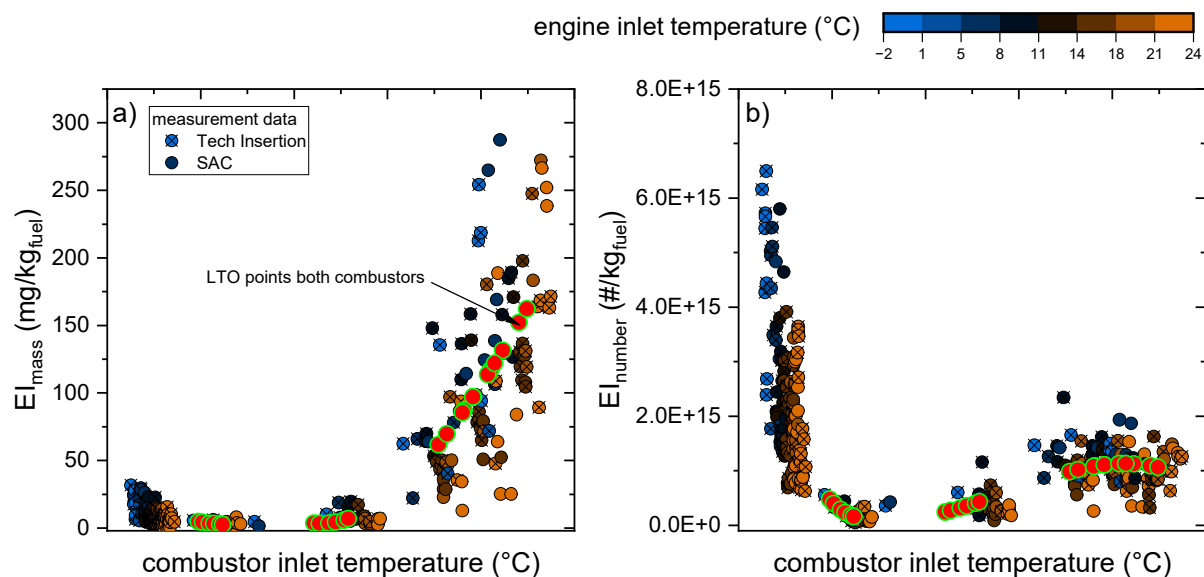 engine inlet temperature (°C)
−2 1 5 8 11 14 18 21 24
a)
measurement data
Tech Insertion
SAC
LTO points both combustors
300
250
200
150
100
50
0
EImass (mg/kgfuel)
combustor inlet temperature (°C)
b)
8.0E+15
6.0E+15
4.0E+15
2.0E+15
0.0E+0
EInumber (#/kgfuel)
combustor inlet temperature (°C)